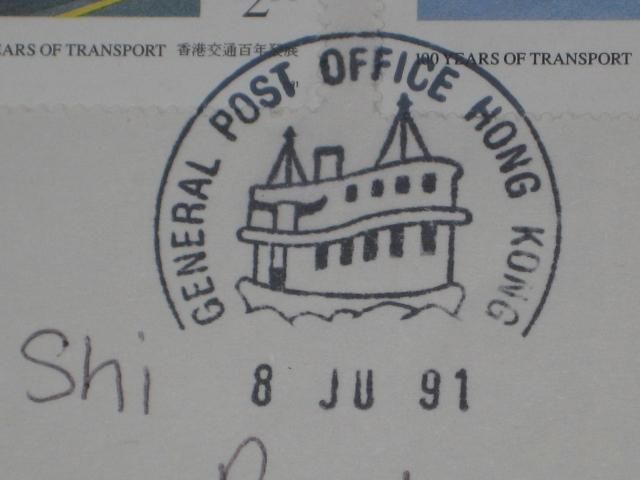 2
EARS OF TRANSPORT 香港交通百年發展
100 YEARS OF TRANSPORT
GENERAL POST OFFICE HONG KONG
Shi
8 JU 91